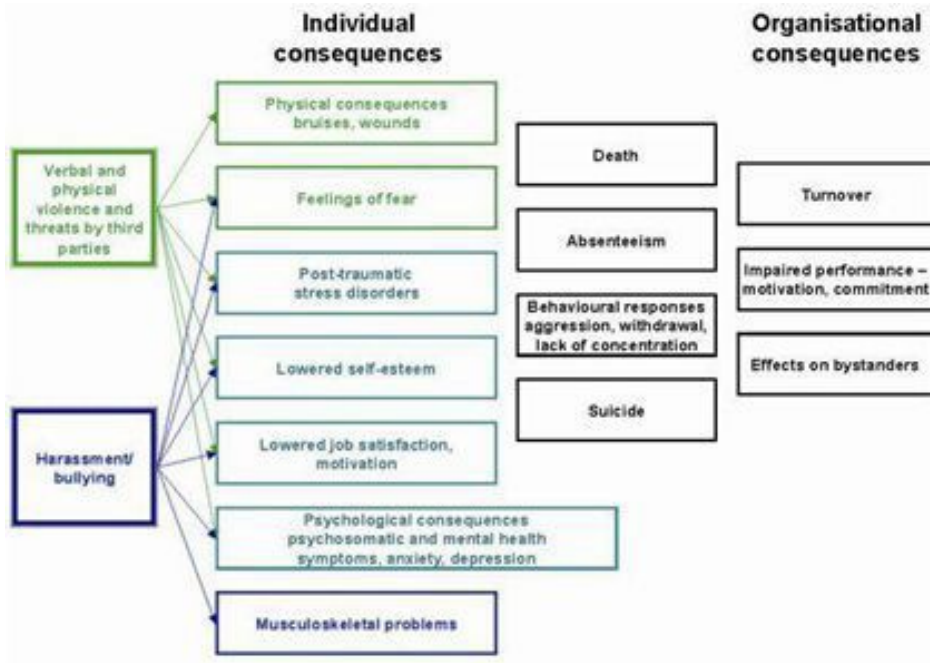 Individual
consequences
Organisational
consequences
Physical consequences
bruises, wounds
Verbal and
physical
violence and
threats by third
parties
Feelings of fear
Post-traumatic
stress disorders
Lowered self-esteem
Harassment/
bullying
Lowered job satisfaction,
motivation
Psychological consequences
psychosomatic and mental health
symptoms, anxiety, depression
Musculoskeletal problems
Death
Absenteeism
Behavioural responses
aggression, withdrawal,
lack of concentration
Suicide
Turnover
Impaired performance –
motivation, commitment
Effects on bystanders